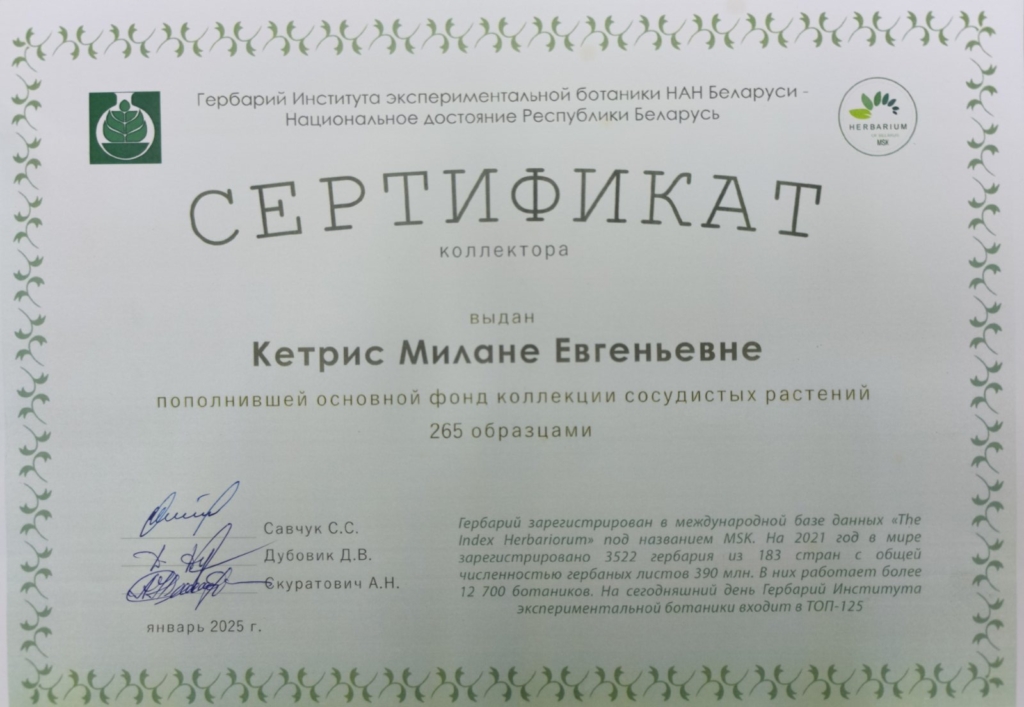 Гербарий Института экспериментальной ботаники НАН Беларуси -
Национальное достояние Республики Беларусь
HERBARIUM
MSK
СЕРТИФИКАТ
коллектора
выдан
Кетрис Милане Евгеньевне
пополнившей основной фонд коллекции сосудистых растений
265 образцами
Савчук С.С.
Дубовик Д.В.
Скуратович А.Н.
январь 2025 г.
Гербарий зарегистрирован в международной базе данных «The
Index Herbariorum» под названием MSK. На 2021 год в мире
зарегистрировано 3522 гербария из 183 стран с общей
численностью гербаных листов 390 млн. В них работает более
12 700 ботаников. На сегодняшний день Гербарий Института
экспериментальной ботаники входит в ТОП-125